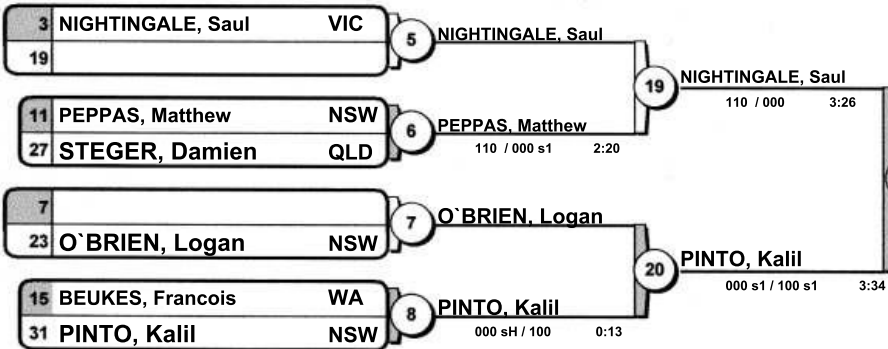 3 NIGHTINGALE, Saul VIC
19
5
NIGHTINGALE, Saul
11 PEPPAS, Matthew NSW
27 STEGER, Damien QLD
6
PEPPAS, Matthew
110 / 000 s1 2:20
19
NIGHTINGALE, Saul
110 / 000 3:26
7
23 O`BRIEN, Logan NSW
7
O`BRIEN, Logan
15 BEUKES, Francois WA
31 PINTO, Kalil NSW
8
PINTO, Kalil
000 sH / 100 0:13
20
PINTO, Kalil
000 s1 / 100 s1 3:34